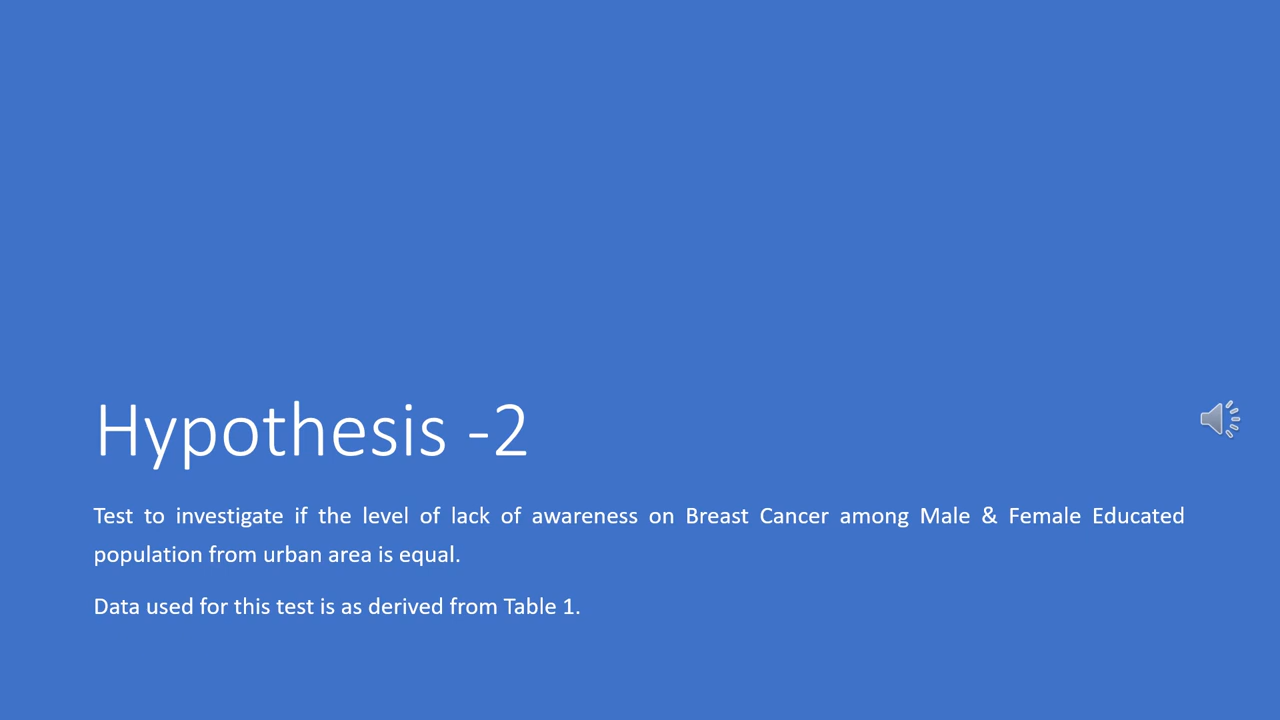 Hypothesis -2
Test to investigate if the level of lack of awareness on Breast Cancer among Male & Female Educated
population from urban area is equal.
Data used for this test is as derived from Table 1.